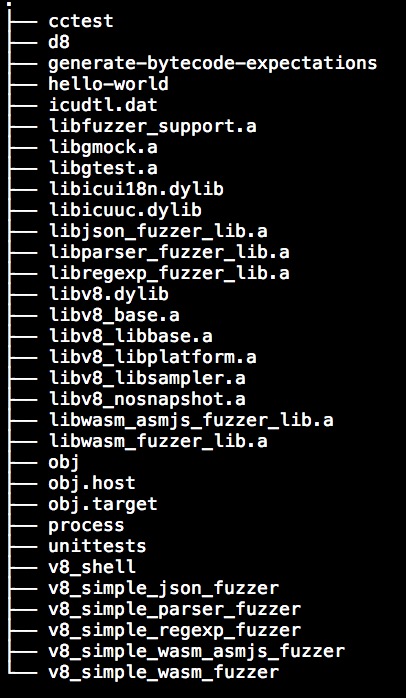 .
├── cctest
├── d8
├── generate-bytecode-expectations
├── hello-world
├── icudtl.dat
├── libfuzzer_support.a
├── libgmock.a
├── libgtest.a
├── libicui18n.dylib
├── libicuuc.dylib
├── libjson_fuzzer_lib.a
├── libparser_fuzzer_lib.a
├── libregexp_fuzzer_lib.a
├── libv8.dylib
├── libv8_base.a
├── libv8_libbase.a
├── libv8_libplatform.a
├── libv8_libsampler.a
├── libv8_nosnapshot.a
├── libwasm_asmjs_fuzzer_lib.a
├── libwasm_fuzzer_lib.a
├── obj
├── obj.host
├── obj.target
├── process
├── unittests
├── v8_shell
├── v8_simple_json_fuzzer
├── v8_simple_parser_fuzzer
├── v8_simple_regexp_fuzzer
├── v8_simple_wasm_asmjs_fuzzer
└── v8_simple_wasm_fuzzer